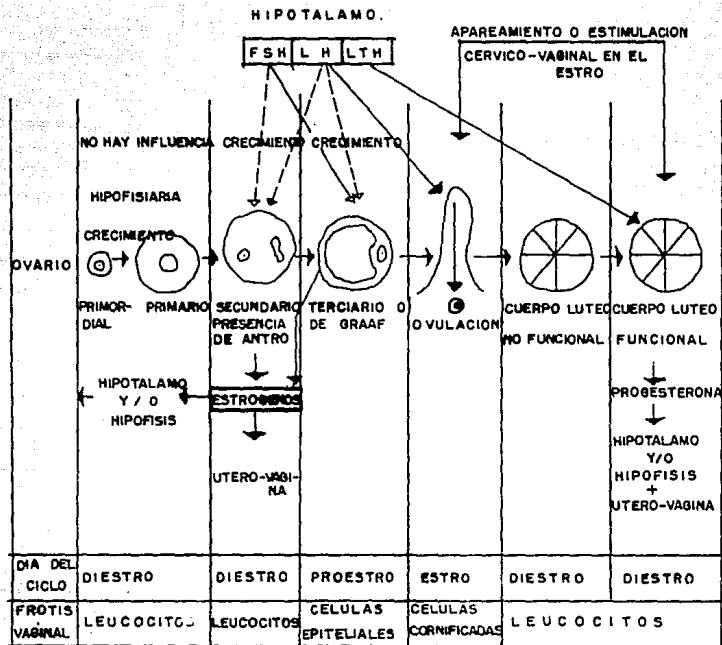 HIPOTALAMO.
FSH LH LTH
APAREAMIENTO O ESTIMULACION
CERVICO-VAGINAL EN EL
ESTRO
NO HAY INFLUENCIA CRECIMIENTO CRECIMIENTO
HIPOFISIARIA
CRECIMIENTO
OVARIO
PRIMOR-
DIAL
PRIMARIO
SECUNDARIO
PRESENCIA
DE ANTRO
TERCIARIO O
DE GRAAF
OVULACION
CUERPO LUTEO
NO FUNCIONAL
CUERPO LUTEO
FUNCIONAL
HIPOTALAMO
Y/O
HIPOFISIS
ESTROGENOS
UTERO-VAGI-
NA
PROGESTERONA
HIPOTALAMO
Y/O
HIPOFISIS
+
UTERO-VAGINA
DIA DEL
CICLO
DIESTRO DIESTRO PROESTRO ESTRO DIESTRO DIESTRO
FROTIS
VAGINAL
LEUCOCITOS LEUCOCITOS
CELULAS
EPITELIALES
CELULAS
CORNIFICADAS
LEUCOCITOS